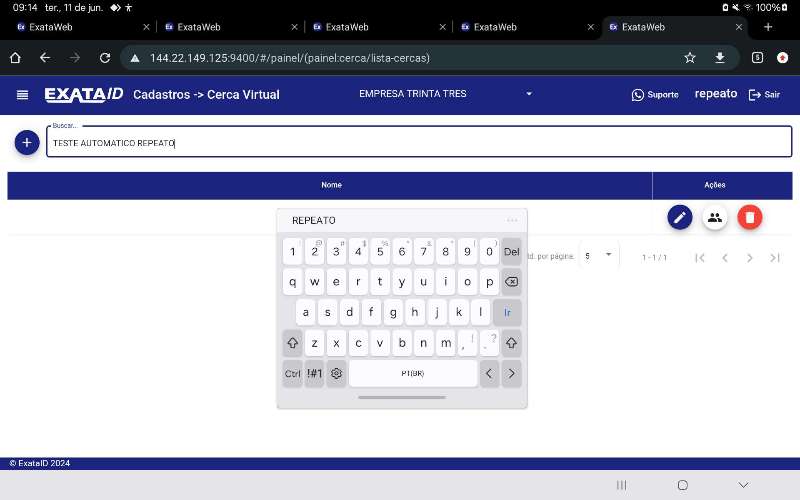 09:14 ter., 11 de jun. 100%
ExataWeb ExataWeb ExataWeb ExataWeb ExataWeb
144.22.149.125:9400/#/painel/(painel:cerca/lista-cercas) 5
EXATAID Cadastros -> Cerca Virtual EMPRESA TRINTA TRES Suporte repeato Sair
Buscar...
TESTE AUTOMATICO REPEATO
Nome Ações
REPEATO
1 2 3 4 5 6 7 8 9 0 Del
td. por página: 5 1 - 1 / 1
q w e r t y u i o p
a s d f g h j k l Ir
z x c v b n m , ! . ?
Ctrl !#1 PT(BR) < >
© ExataID 2024